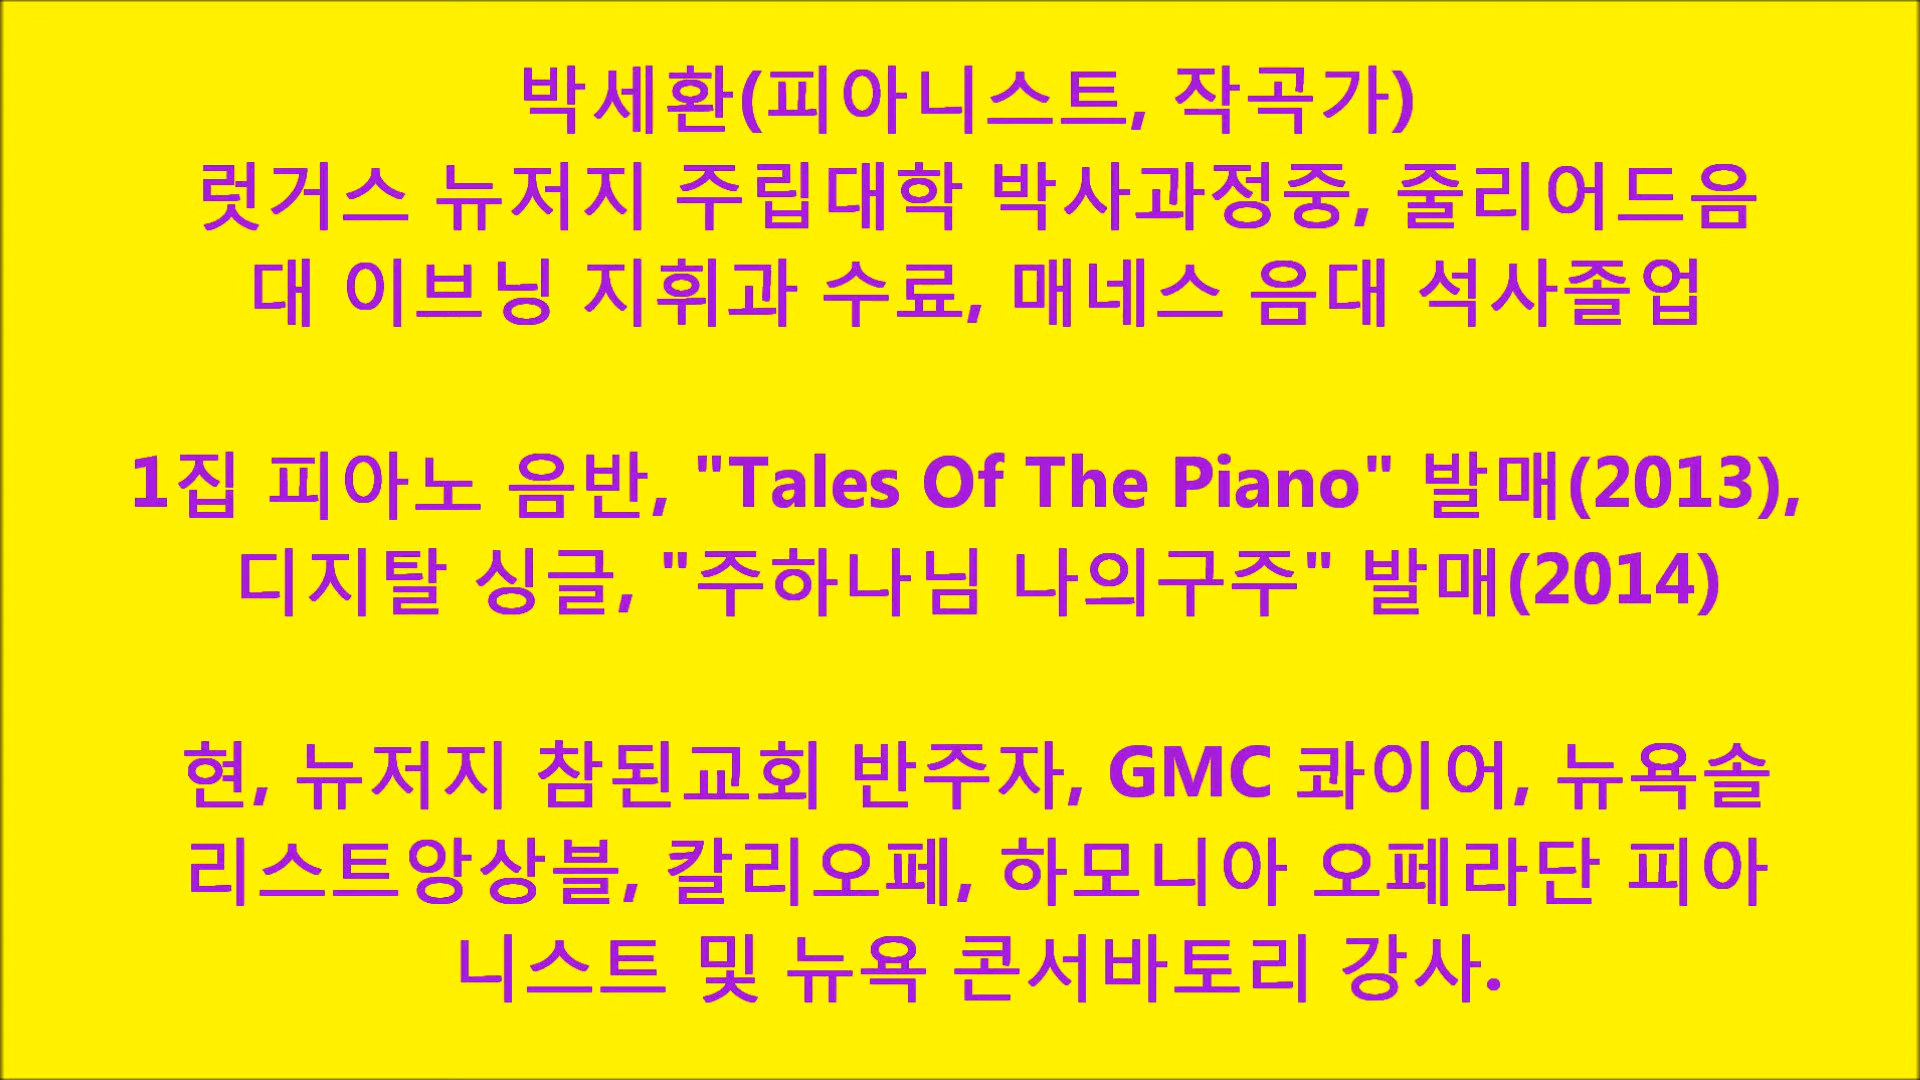 박세환(피아니스트, 작곡가)
럿거스 뉴저지 주립대학 박사과정중, 줄리어드음
대 이브닝 지휘과 수료, 매네스 음대 석사졸업
1집 피아노 음반, "Tales Of The Piano" 발매(2013),
디지탈 싱글, "주하나님 나의구주" 발매(2014)
현, 뉴저지 참된교회 반주자, GMC 콰이어, 뉴욕솔
리스트앙상블, 칼리오페, 하모니아 오페라단 피아
니스트 및 뉴욕 콘서바토리 강사.